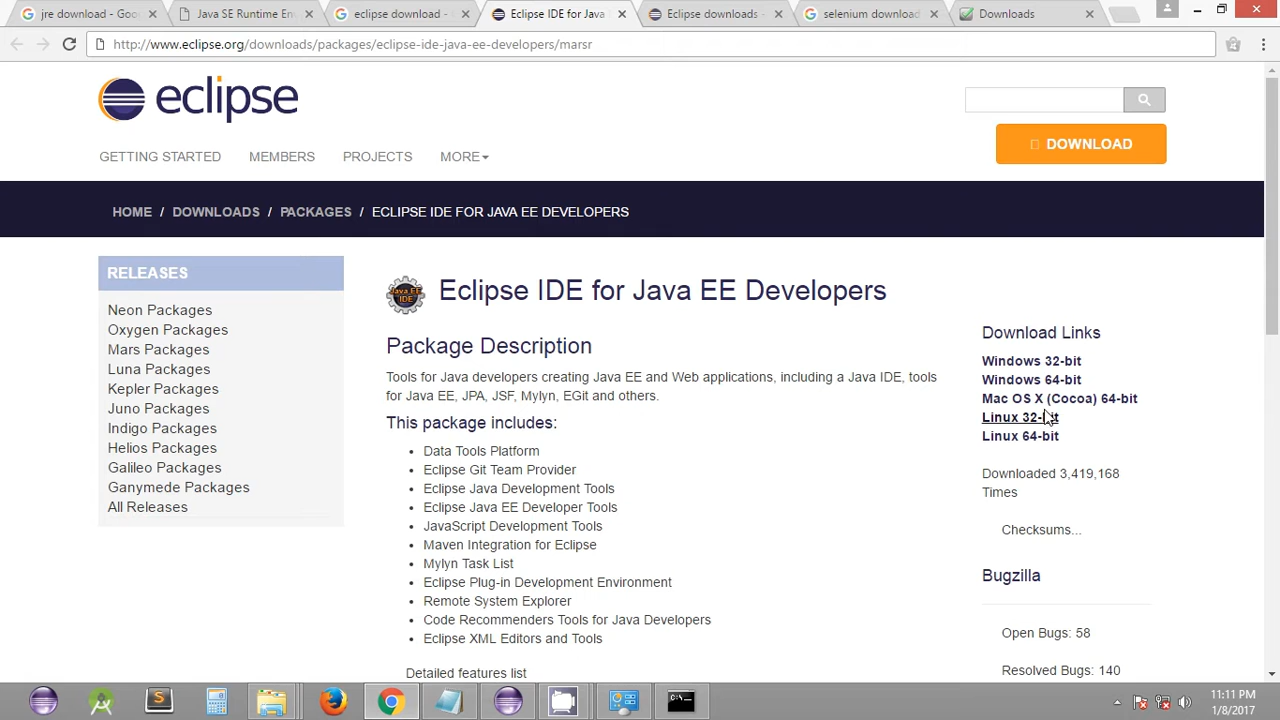 jre download - Goo
Java SE Runtime Env
eclipse download -
Eclipse IDE for Java
Eclipse downloads -
selenium download
Downloads
http://www.eclipse.org/downloads/packages/eclipse-ide-java-ee-developers/marsr
eclipse
DOWNLOAD
GETTING STARTED MEMBERS PROJECTS MORE
HOME / DOWNLOADS / PACKAGES / ECLIPSE IDE FOR JAVA EE DEVELOPERS
RELEASES
Neon Packages
Oxygen Packages
Mars Packages
Luna Packages
Kepler Packages
Juno Packages
Indigo Packages
Helios Packages
Galileo Packages
Ganymede Packages
All Releases
Java EE
IDE
Eclipse IDE for Java EE Developers
Package Description
Tools for Java developers creating Java EE and Web applications, including a Java IDE, tools
for Java EE, JPA, JSF, Mylyn, EGit and others.
This package includes:
• Data Tools Platform
• Eclipse Git Team Provider
• Eclipse Java Development Tools
• Eclipse Java EE Developer Tools
• JavaScript Development Tools
• Maven Integration for Eclipse
• Mylyn Task List
• Eclipse Plug-in Development Environment
• Remote System Explorer
• Code Recommenders Tools for Java Developers
• Eclipse XML Editors and Tools
Detailed features list
Download Links
Windows 32-bit
Windows 64-bit
Mac OS X (Cocoa) 64-bit
Linux 32-bit
Linux 64-bit
Downloaded 3,419,168
Times
Checksums...
Bugzilla
Open Bugs: 58
Resolved Bugs: 140
11:11 PM
1/8/2017